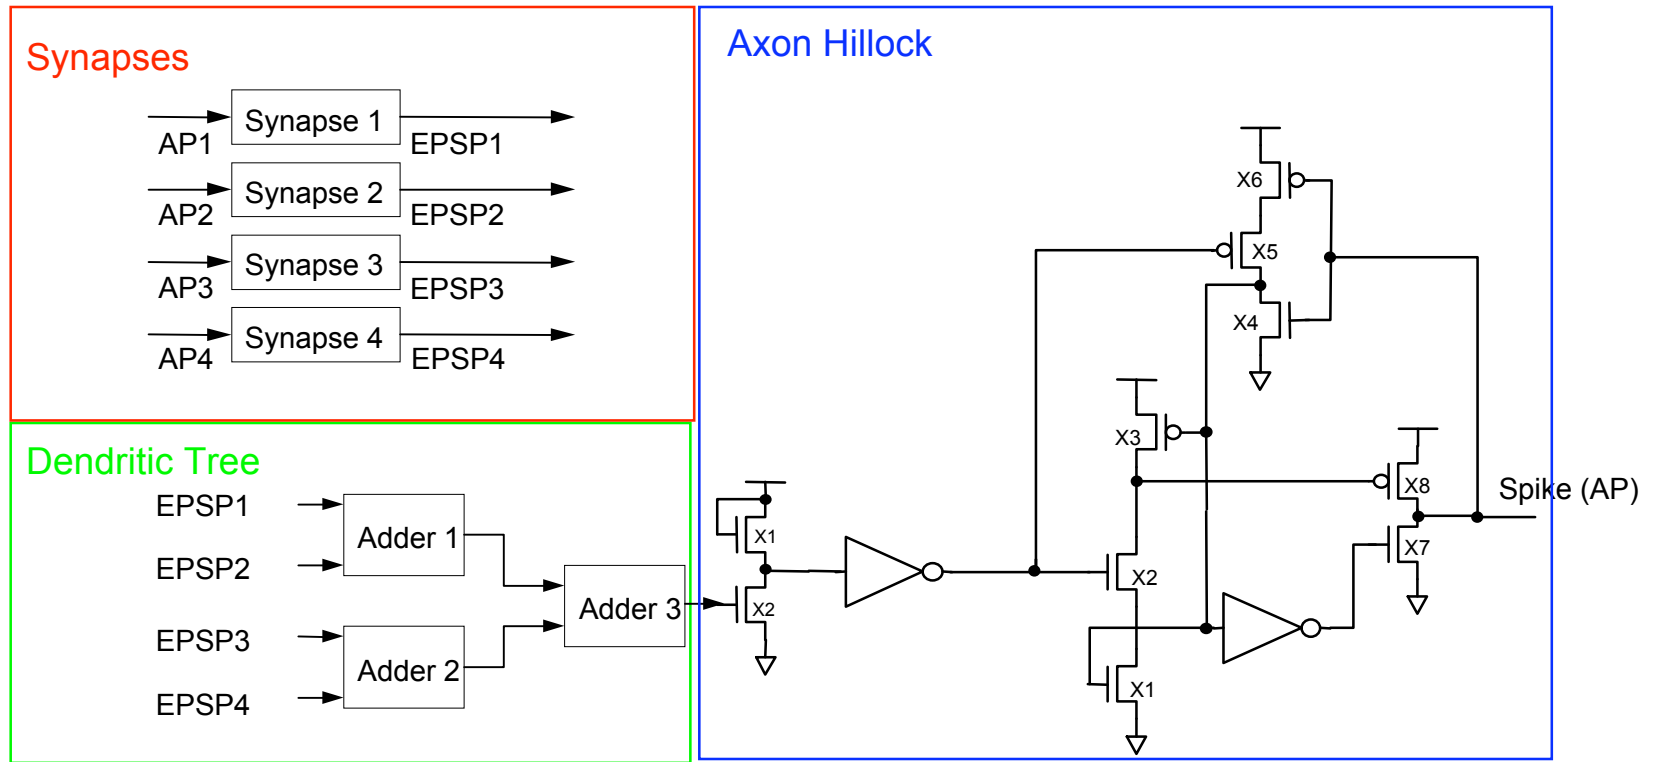 Synapses
AP1
Synapse 1
EPSP1
AP2
Synapse 2
EPSP2
AP3
Synapse 3
EPSP3
AP4
Synapse 4
EPSP4
Dendritic Tree
EPSP1
EPSP2
Adder 1
EPSP3
EPSP4
Adder 2
Adder 3
Axon Hillock
X1
X2
X6
X5
X4
X3
X2
X1
X8
X7
Spike (AP)